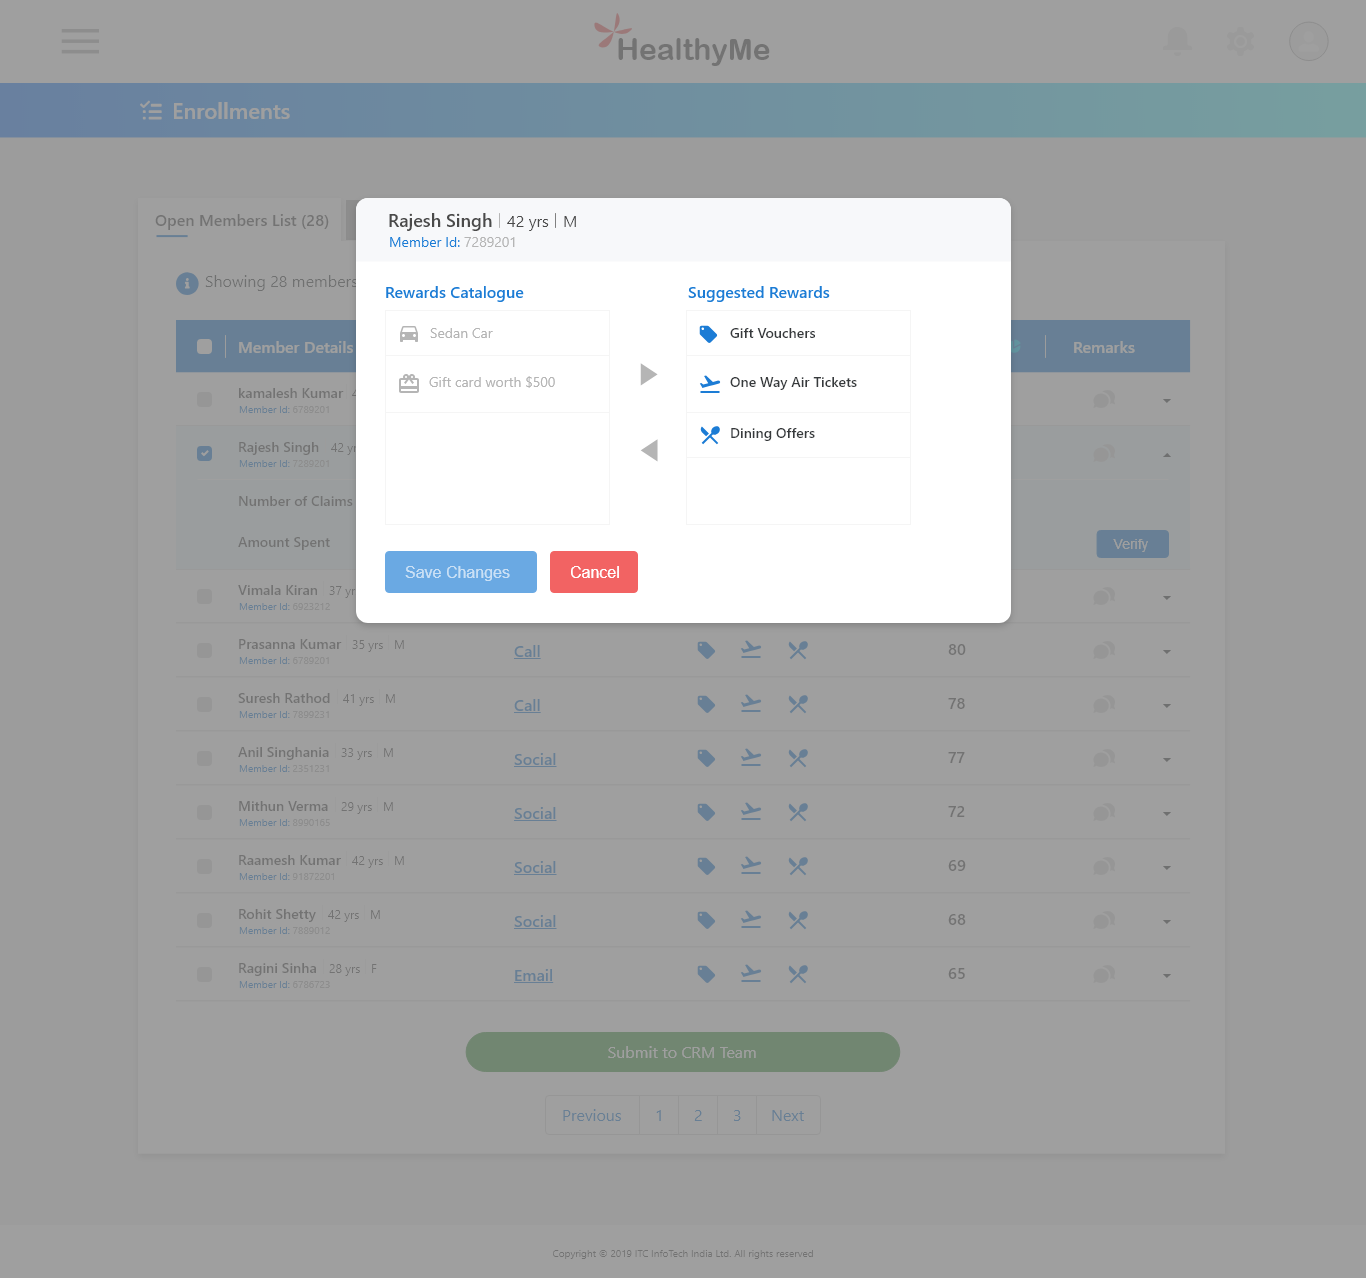 HealthyMe
Enrollments
Open Members List (28)
Showing 28 members
Member Details
Remarks
kamalesh Kumar
Member Id: 6789201
Rajesh Singh 42 yr
Member Id: 7289201
Number of Claims
Amount Spent
Verify
Vimala Kiran 37 yr
Member Id: 6923212
Rajesh Singh | 42 yrs | M
Member Id: 7289201
Rewards Catalogue
Sedan Car
Gift card worth $500
Suggested Rewards
Gift Vouchers
One Way Air Tickets
Dining Offers
Save Changes
Cancel
Prasanna Kumar 35 yrs M
Member Id: 6789201
Call
80
Suresh Rathod 41 yrs M
Member Id: 7899231
Call
78
Anil Singhania 33 yrs M
Member Id: 2351231
Social
77
Mithun Verma 29 yrs M
Member Id: 8990165
Social
72
Raamesh Kumar 42 yrs M
Member Id: 91872201
Social
69
Rohit Shetty 42 yrs M
Member Id: 7889012
Social
68
Ragini Sinha 28 yrs F
Member Id: 6786723
Email
65
Submit to CRM Team
Previous 1 2 3 Next
Copyright © 2019 ITC InfoTech India Ltd. All rights reserved